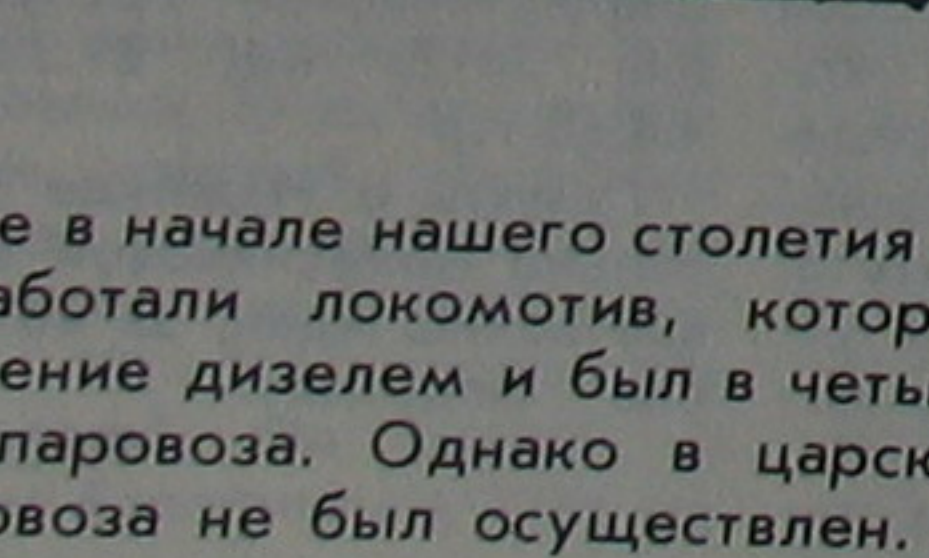 е в начале нашего столетия
аботали локомотив, котор
ение дизелем и был в четы
паровоза. Однако в царск
овоза не был осуществлен.